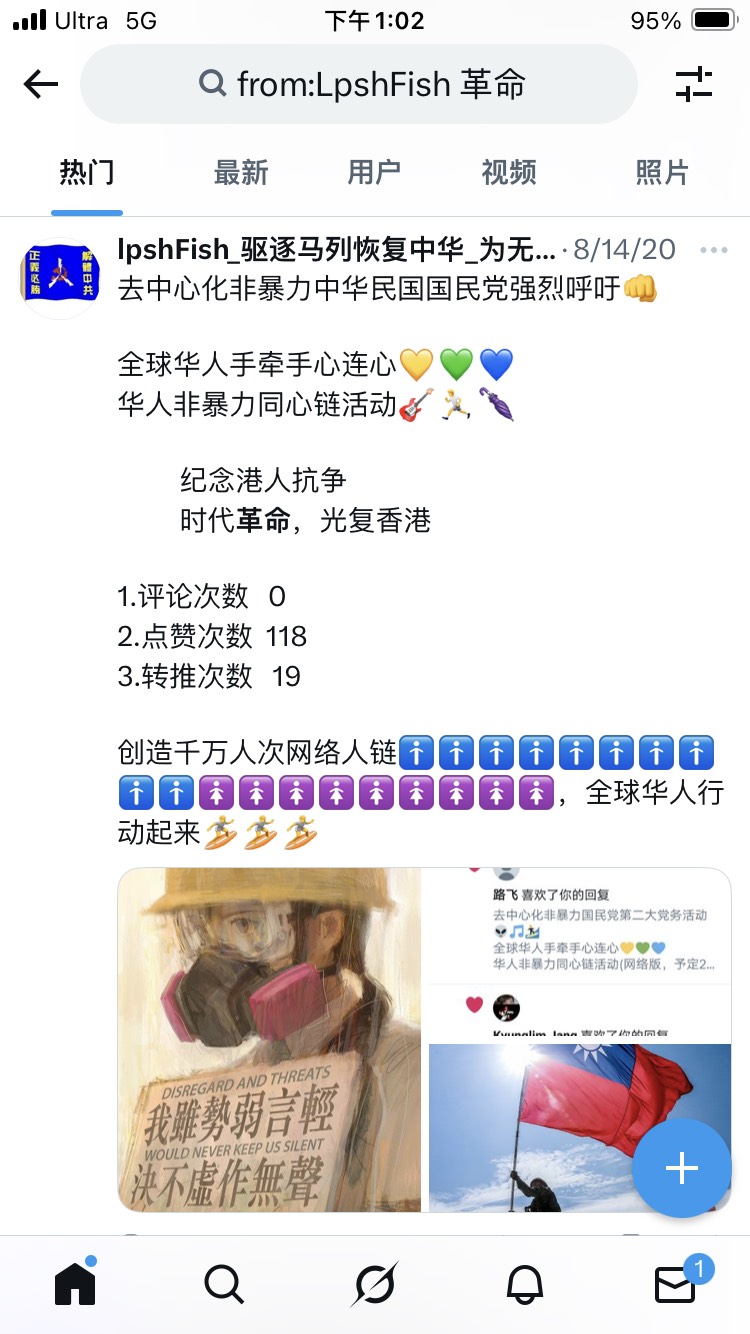 Ultra 5G 下午1:02 95%
from:LpshFish 革命
热门 最新 用户 视频 照片
lpshFish_驱逐马列恢复中华_为无... · 8/14/20
正義必勝
解體中共
去中心化非暴力中华民国国民党强烈呼吁👊
全球华人手牵手心连心💛💚💙
华人非暴力同心链活动🎸🏃🌂
纪念港人抗争
时代革命，光复香港
1.评论次数 0
2.点赞次数 118
3.转推次数 19
创造千万人次网络人链🚹🚹🚹🚹🚹🚹🚹🚹
🚹🚹🚺🚺🚺🚺🚺🚺🚺🚺🚺，全球华人行
动起来🏄🏄🏄
DISREGARD AND THREATS
我雖勢弱言輕
WOULD NEVER KEEP US SILENT
決不虛作無聲
路飞 喜欢了你的回复
去中心化非暴力国民党第二大党务活动
👽🎵🏄
全球华人手牵手心连心💛💚💙
华人非暴力同心链活动(网络版，予定2...
Kyunglim Jang 喜欢了你的回复
1